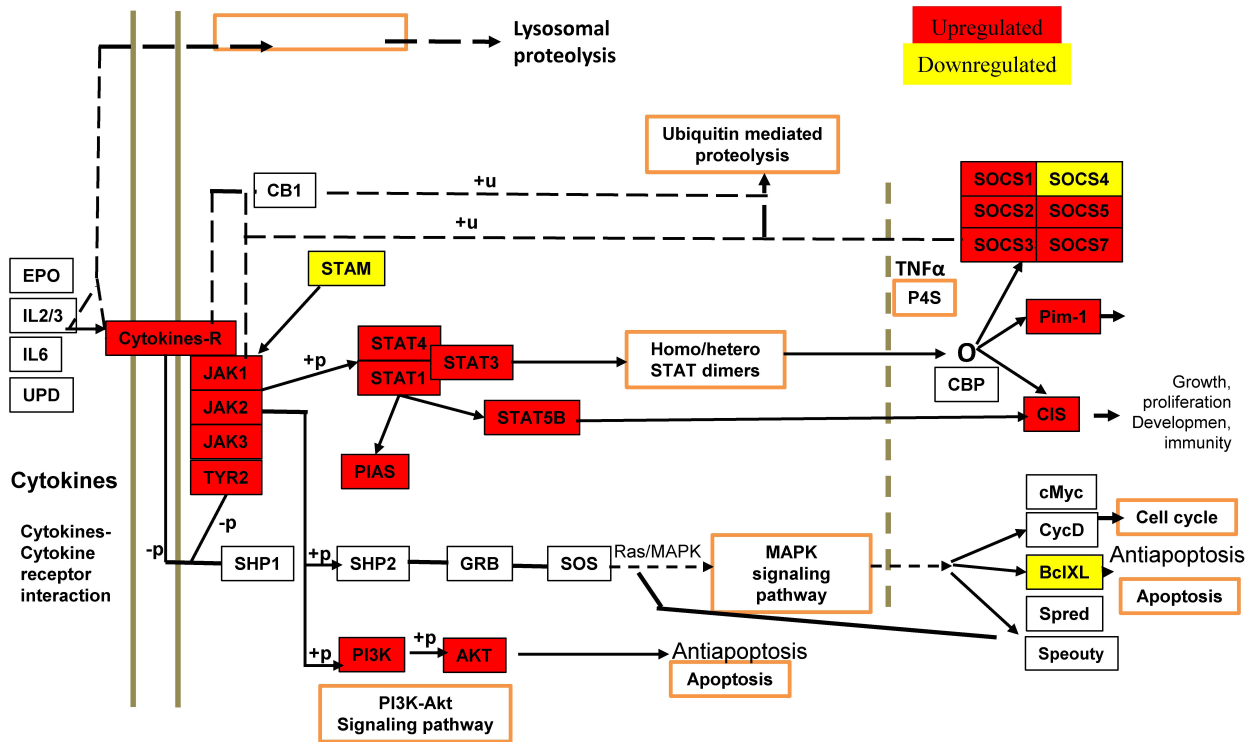 Lysosomal
proteolysis
Upregulated
Downregulated
Ubiquitin mediated
proteolysis
CB1
+u
+u
SOCS1
SOCS4
SOCS2
SOCS5
SOCS3
SOCS7
STAM
TNFα
P4S
EPO
IL2/3
IL6
UPD
Cytokines-R
JAK1
JAK2
JAK3
TYR2
+p
STAT4
STAT1
STAT3
STAT5B
PIAS
Homo/hetero
STAT dimers
O
CBP
Pim-1
CIS
Growth,
proliferation
Developmen,
immunity
Cytokines
Cytokines-
Cytokine
receptor
interaction
-p
-p
SHP1
+p
SHP2
GRB
SOS
Ras/MAPK
MAPK
signaling
pathway
cMyc
CycD
Cell cycle
BclXL
Antiapoptosis
Apoptosis
Spred
Speouty
+p
PI3K
+p
AKT
Antiapoptosis
Apoptosis
PI3K-Akt
Signaling pathway